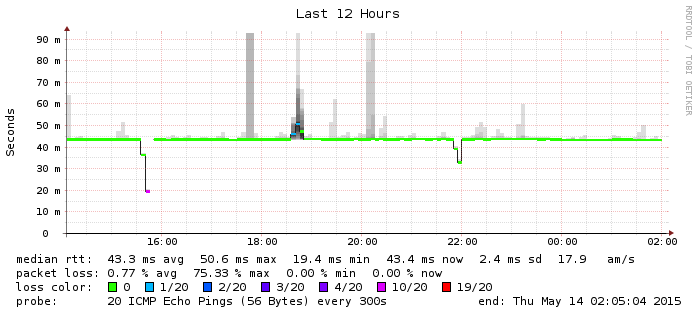 Last 12 Hours
RRDTOOL / TOBI OETIKER
Seconds
90 m
80 m
70 m
60 m
50 m
40 m
30 m
20 m
10 m
0
16:00 18:00 20:00 22:00 00:00 02:00
median rtt: 43.3 ms avg 50.6 ms max 19.4 ms min 43.4 ms now 2.4 ms sd 17.9 am/s
packet loss: 0.77 % avg 75.33 % max 0.00 % min 0.00 % now
loss color: 0 1/20 2/20 3/20 4/20 10/20 19/20
probe: 20 ICMP Echo Pings (56 Bytes) every 300s end: Thu May 14 02:05:04 2015